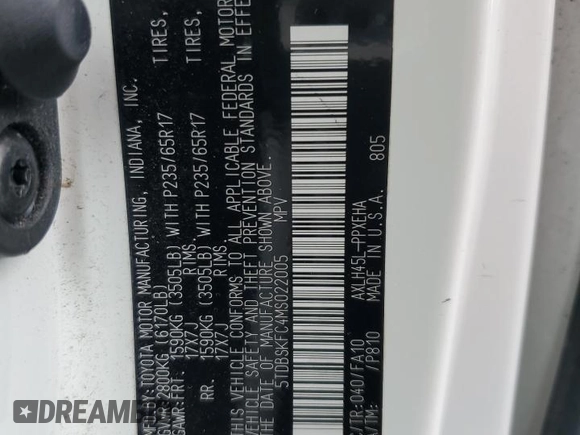 MFD.BY:TOYOTA MOTOR MANUFACTURING, INDIANA, INC.
GVWR:2800KG (6170LB)
GAWR:FRT. 1590KG (3505LB) WITH P235/65R17 TIRES,
17X7J RIMS,
RR. 1590KG (3505LB) WITH P235/65R17 TIRES,
17X7J RIMS
THIS VEHICLE CONFORMS TO ALL APPLICABLE FEDERAL MOTOR
VEHICLE SAFETY AND THEFT PREVENTION STANDARDS IN EFFECT
THE DATE OF MANUFACTURE SHOWN ABOVE.
5TDBSKFC4MS022005 MPV
/TR:040/FA10 AXLH45L-PPXEHA
/TM: /P810 MADE IN U.S.A. 805
RECORDSBADGER